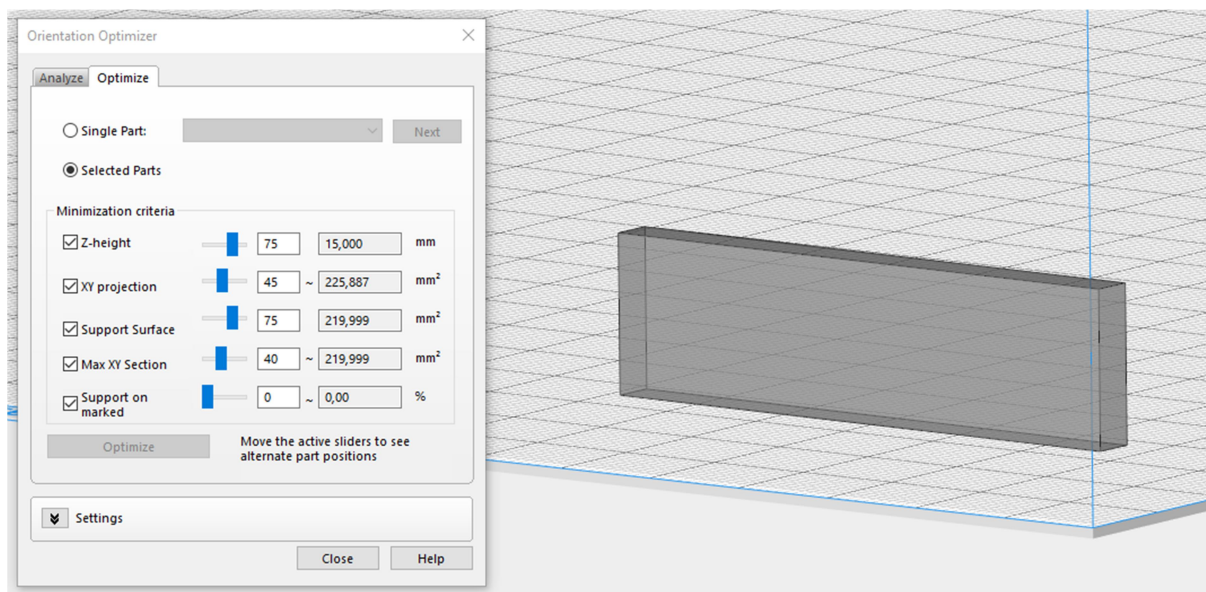 Orientation Optimizer
Analyze Optimize
Single Part: Next
Selected Parts
Minimization criteria
Z-height 75 15,000 mm
XY projection 45 ~ 225,887 mm²
Support Surface 75 219,999 mm²
Max XY Section 40 ~ 219,999 mm²
Support on marked 0 ~ 0,00 %
Optimize
Move the active sliders to see
alternate part positions
Settings
Close Help